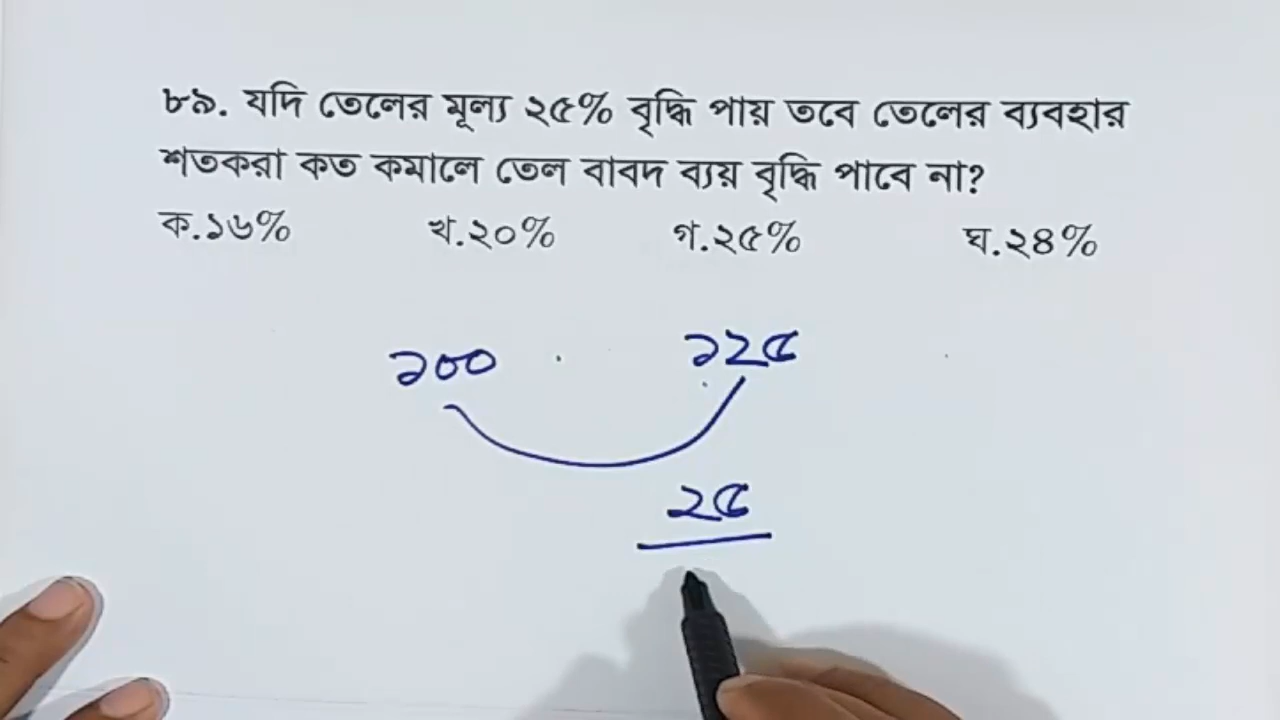 ৮৯. যদি তেলের মূল্য ২৫% বৃদ্ধি পায় তবে তেলের ব্যবহার
শতকরা কত কমালে তেল বাবদ ব্যয় বৃদ্ধি পাবে না?
ক.১৬% খ.২০% গ.২৫% ঘ.২৪%
১০০ ১২৫
২৫